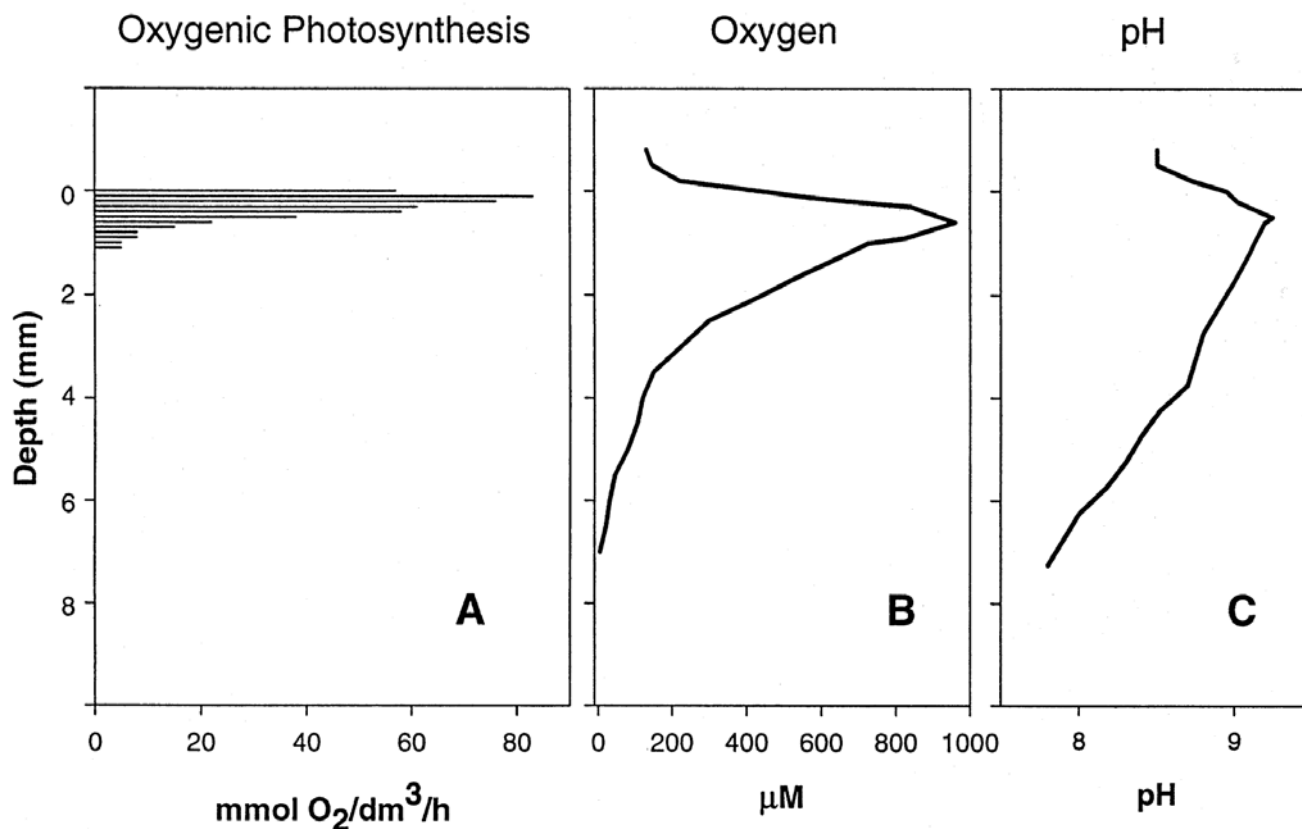 Oxygenic Photosynthesis
Oxygen
pH
Depth (mm)
0
2
4
6
8
A
B
C
0 20 40 60 80
0 200 400 600 800 1000
8 9
mmol O₂/dm³/h
µM
pH